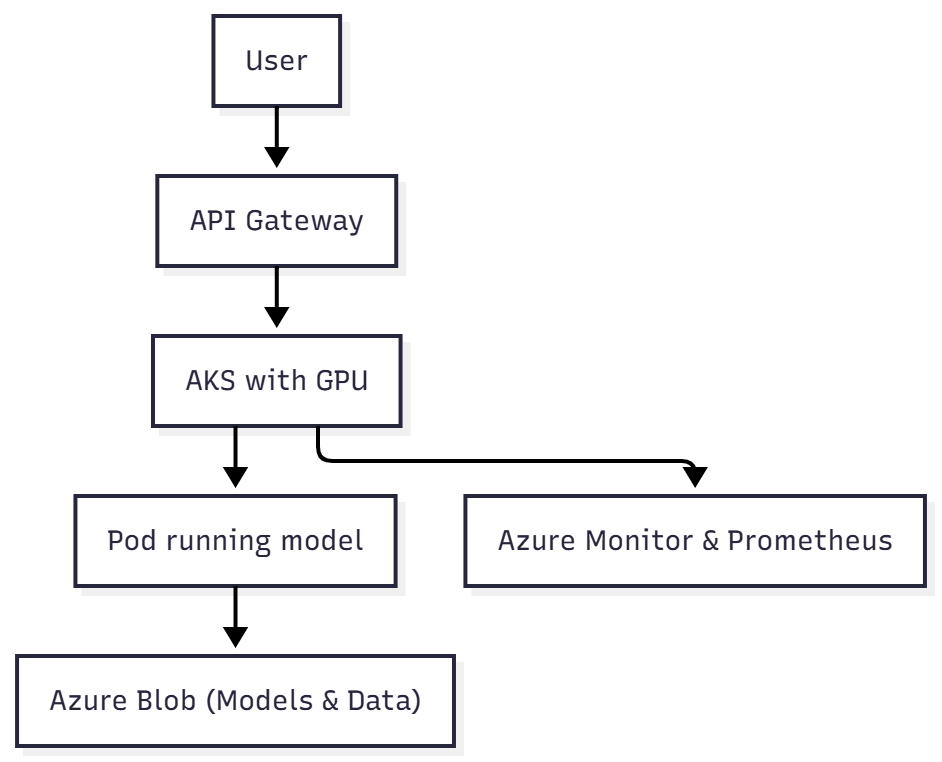 User
API Gateway
AKS with GPU
Pod running model
Azure Monitor & Prometheus
Azure Blob (Models & Data)